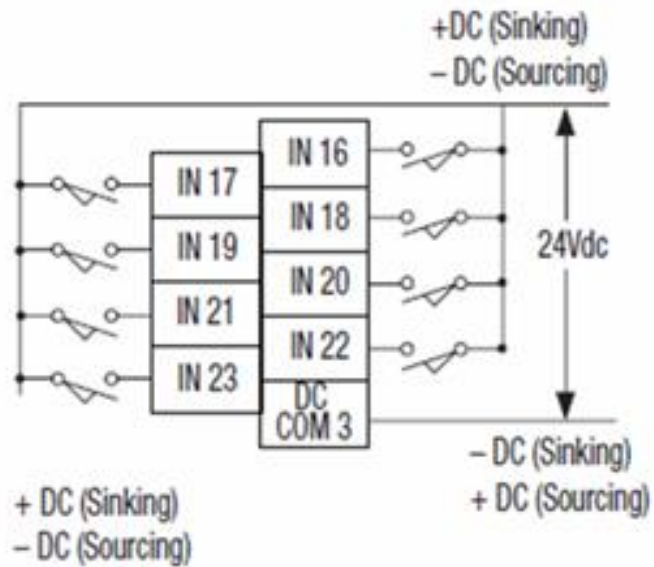 +DC (Sinking)
– DC (Sourcing)
IN 16
IN 17
IN 18
IN 19
24Vdc
IN 20
IN 21
IN 22
IN 23
DC
COM 3
– DC (Sinking)
+ DC (Sourcing)
+ DC (Sinking)
– DC (Sourcing)